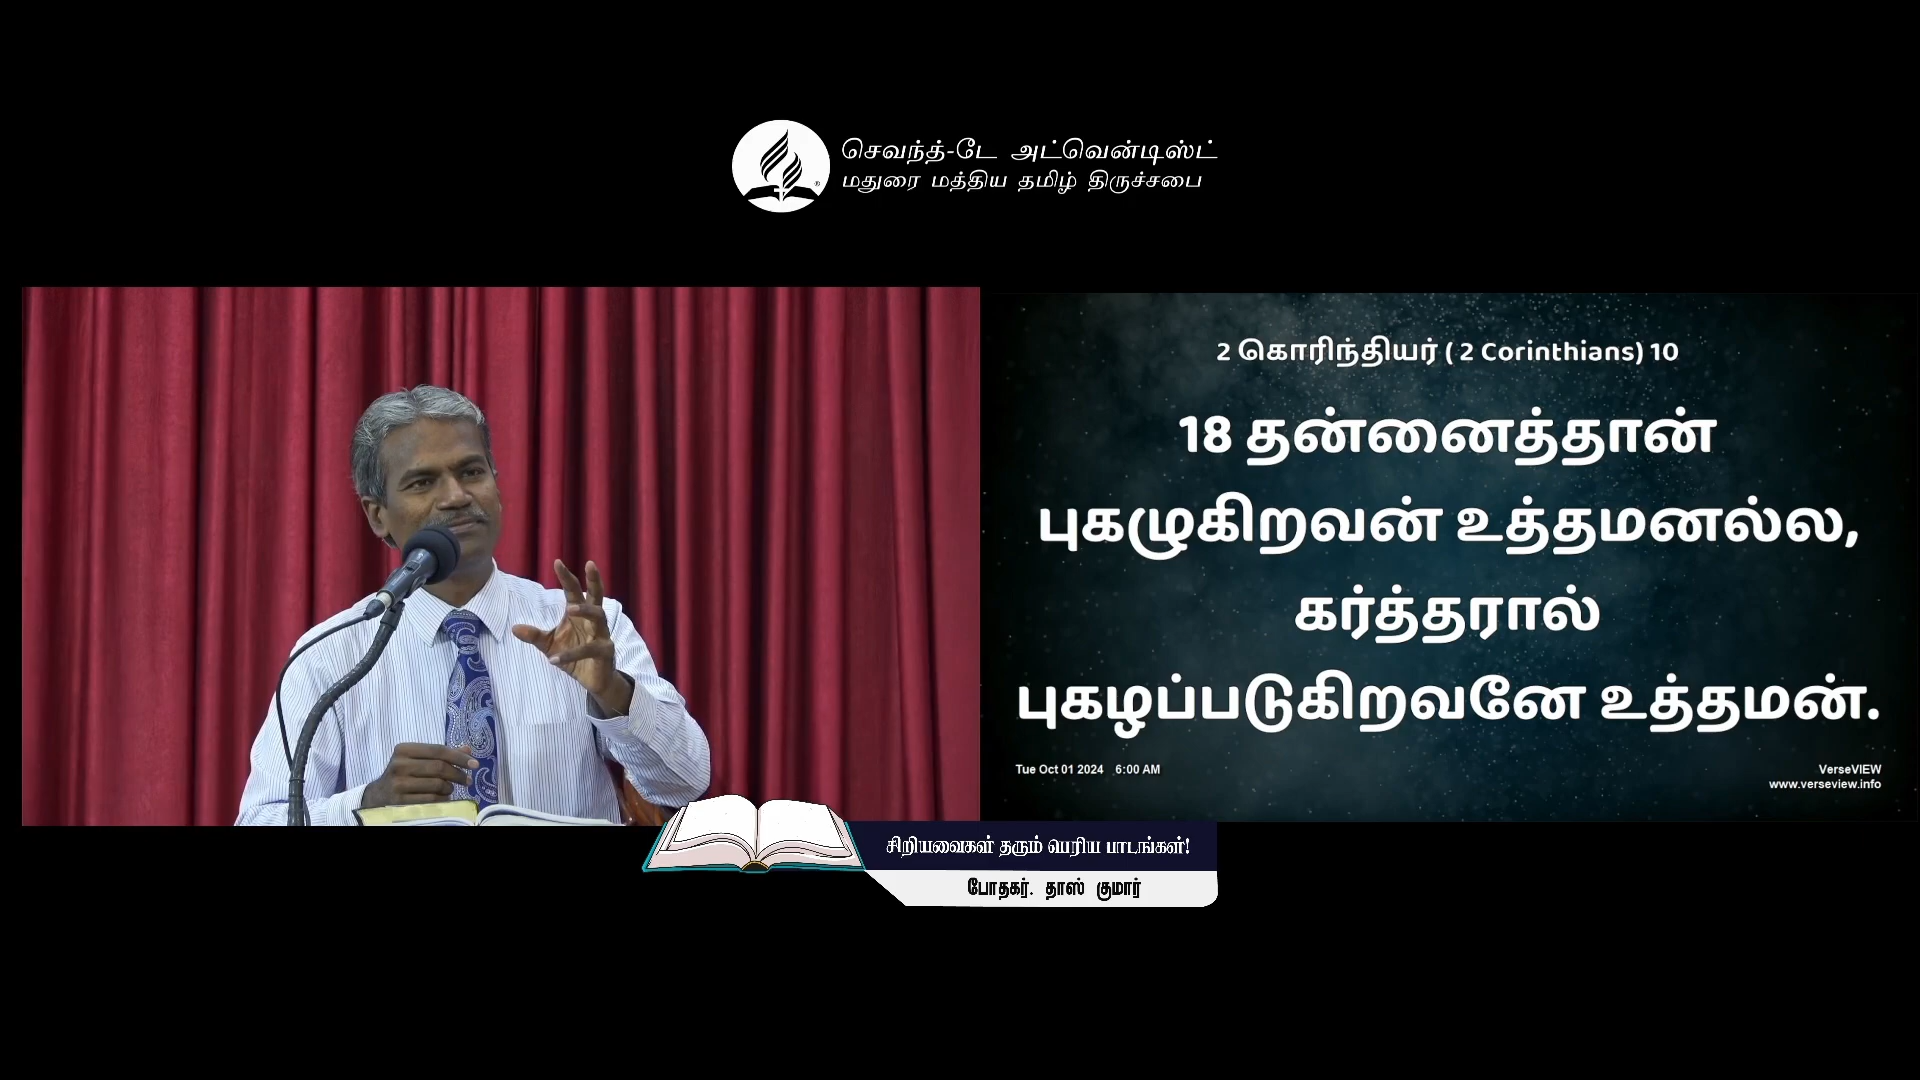 செவந்த்-டே அட்வென்டிஸ்ட்
மதுரை மத்திய தமிழ் திருச்சபை
2 கொரிந்தியர் ( 2 Corinthians) 10
18 தன்னைத்தான்
புகழுகிறவன் உத்தமனல்ல,
கர்த்தரால்
புகழப்படுகிறவனே உத்தமன்.
Tue Oct 01 2024 6:00 AM
VerseVIEW
www.verseview.info
சிறியவைகள் தரும் பெரிய பாடங்கள்!
போதகர். தாஸ் குமார்